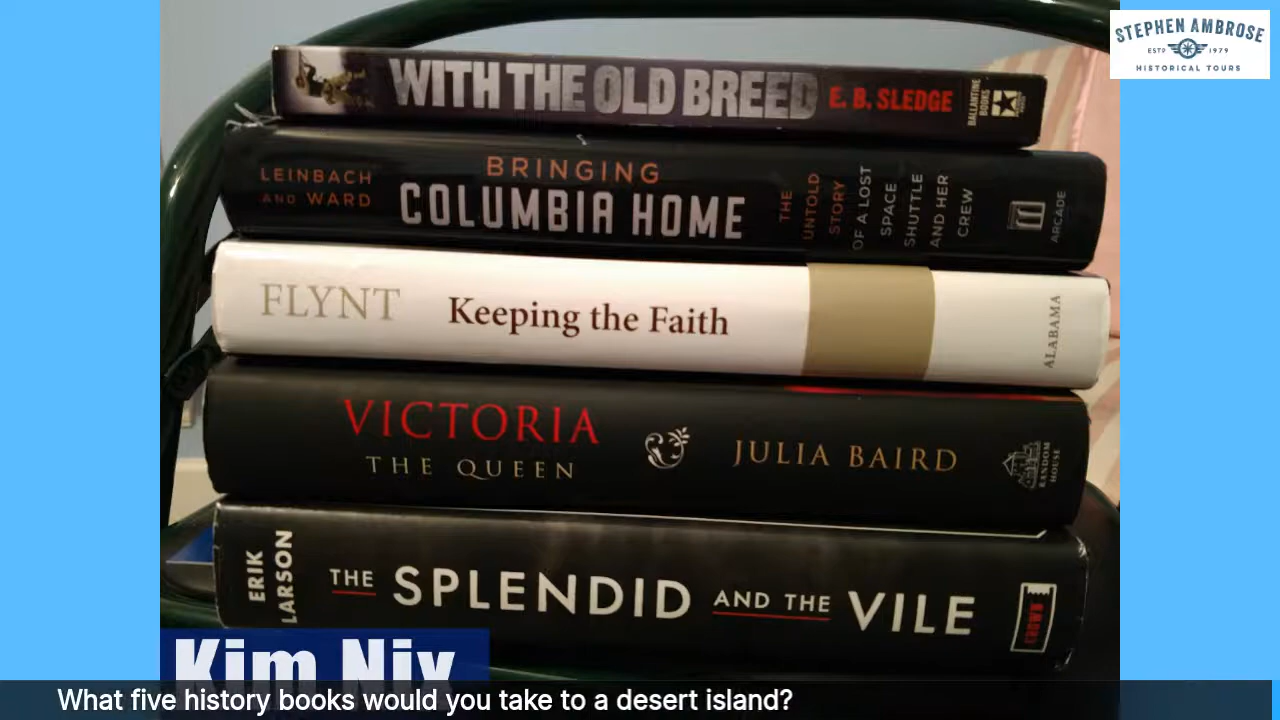 STEPHEN AMBROSE
ESTD 1979
HISTORICAL TOURS
WITH THE OLD BREED E. B. SLEDGE BALLANTINE BOOKS
LEINBACH AND WARD
BRINGING
COLUMBIA HOME
THE UNTOLD STORY OF A LOST SPACE SHUTTLE AND HER CREW
ARCADE
FLYNT Keeping the Faith ALABAMA
VICTORIA
THE QUEEN
JULIA BAIRD
RANDOM HOUSE
ERIK LARSON
THE SPLENDID AND THE VILE
CROWN
Kim Nix
What five history books would you take to a desert island?